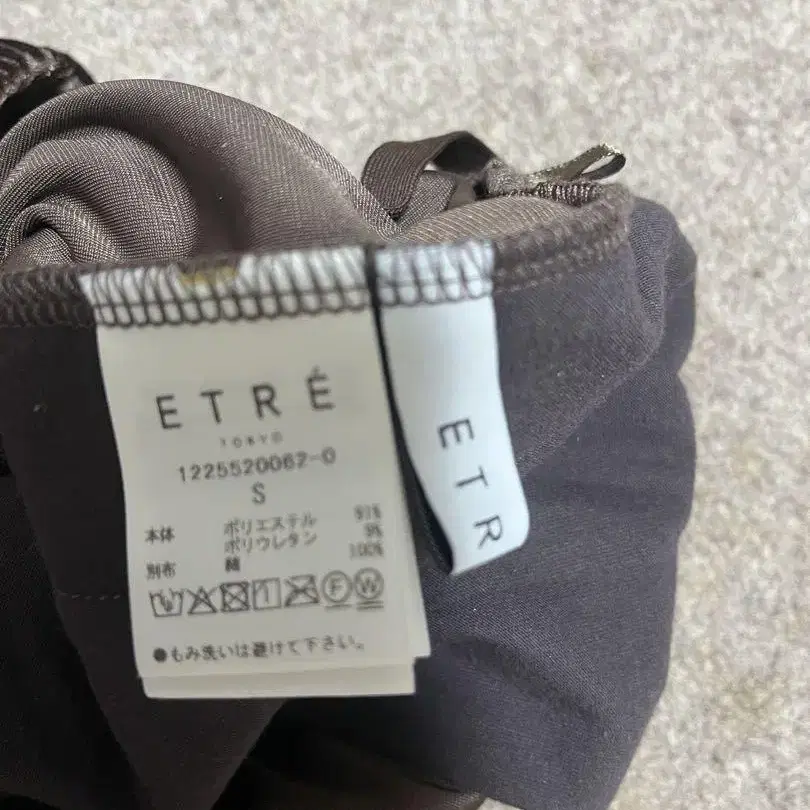 ETRÉ
TOKYO
1225520062-0
S
本体 ポリエステル 91%
ポリウレタン 9%
別布 綿 100%
F W
●もみ洗いは避けて下さい。
ETR